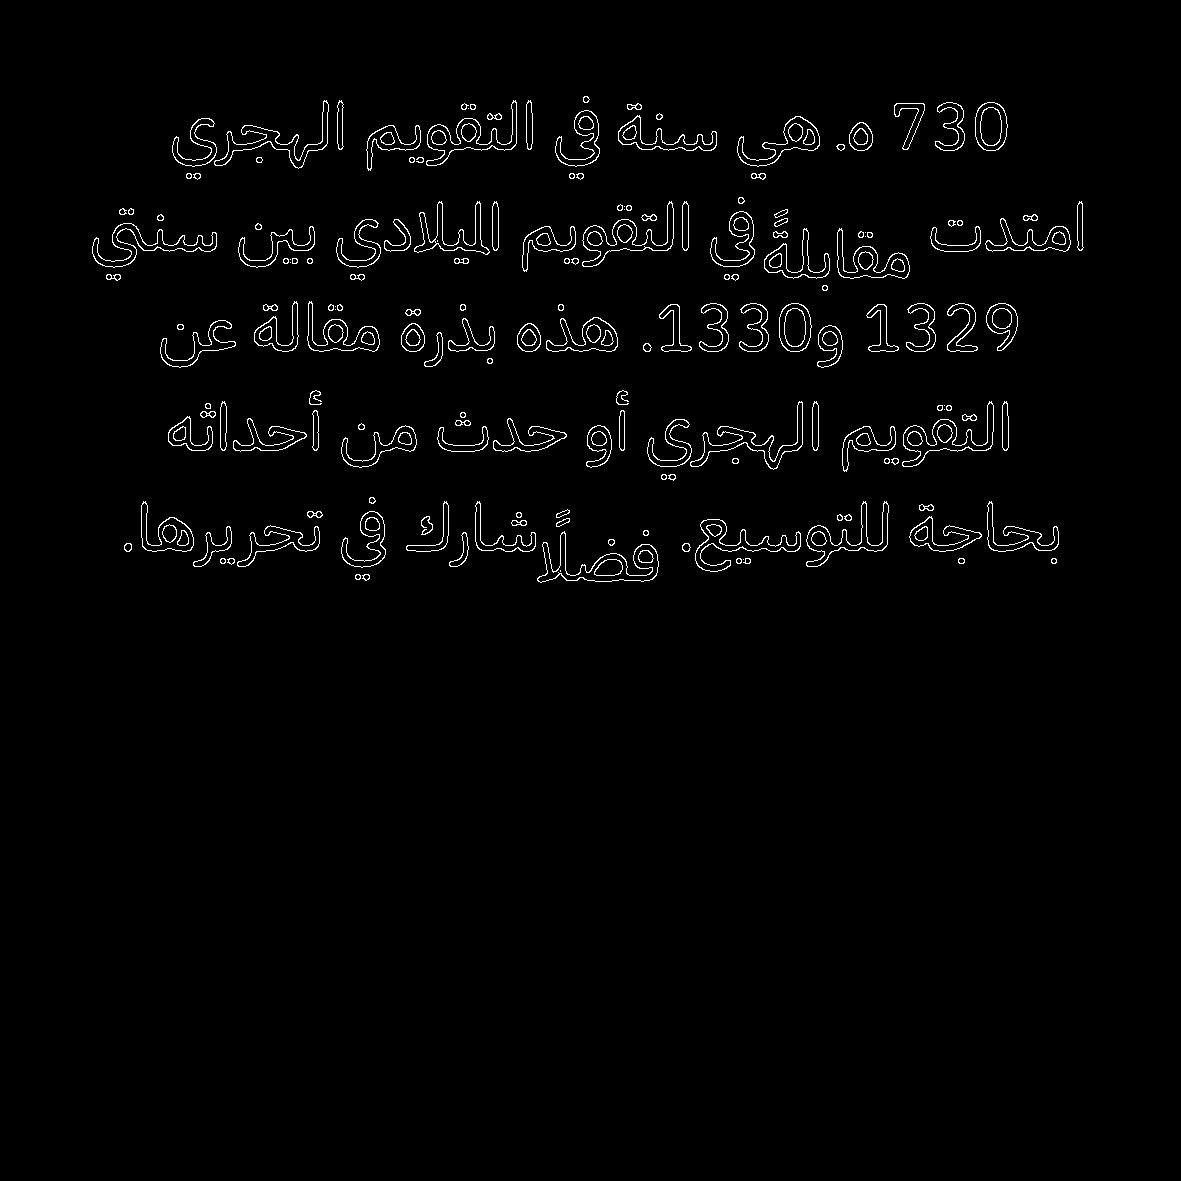 730 ه. هي سنة في التقويم الهجري
امتدت مقابلةً في التقويم الميلادي بين سنتي
1329 و1330. هذه بذرة مقالة عن
التقويم الهجري أو حدث من أحداثه
بحاجة للتوسيع. فضلًا شارك في تحريرها.